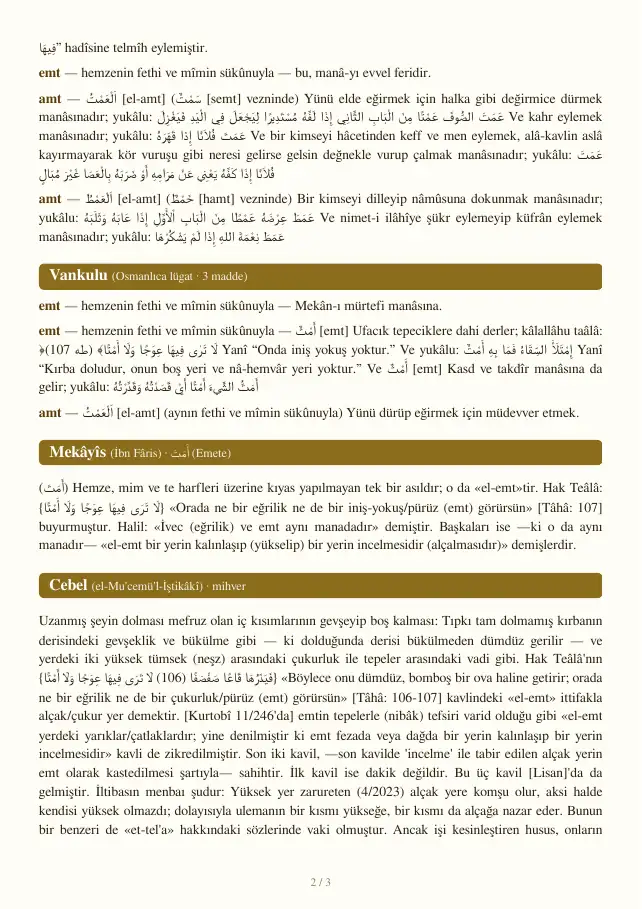 فِيهَا” hadîsine telmîh eylemiştir.
emt — hemzenin fethi ve mîmin sükûnuyla — bu, manâ-yı evvel feridir.
amt — اَلْعَمْتُ [el-amt] (سَمْتٌ [semt] vezninde) Yünü elde eğirmek için halka gibi değirmice dürmek
manâsınadır; yukâlu: عَمَتَ الصُّوفَ عَمْتًا مِنَ الْبَابِ الثَّانِي إِذَا لَفَّهُ مُسْتَدِيرًا لِيُجْعَلَ فِي الْيَدِ فَيُغْزَلَ Ve kahr eylemek
manâsınadır; yukâlu: عَمَتَ فُلاَنًا إِذَا قَهَرَهُ Ve bir kimseyi hâcetinden keff ve men eylemek, alâ-kavlin aslâ
kayırmayarak kör vuruşu gibi neresi gelirse gelsin değnekle vurup çalmak manâsınadır; yukâlu: عَمَتَ
فُلاَنًا إِذَا كَفَّهُ يَعْنِي عَنْ مَرَامِهِ أَوْ ضَرَبَهُ بِالْعَصَا غَيْرَ مُبَالٍ
amt — اَلْعَمْطُ [el-amt] (حَمْطٌ [hamt] vezninde) Bir kimseyi dilleyip nâmûsuna dokunmak manâsınadır;
yukâlu: عَمَطَ عِرْضَهُ عَمْطًا مِنَ الْبَابِ الْأَوَّلِ إِذَا عَابَهُ وَثَلَبَهُ Ve nimet-i ilâhîye şükr eylemeyip küfrân eylemek
manâsınadır; yukâlu: عَمَطَ نِعْمَةَ اللهِ إِذَا لَمْ يَشْكُرْهَا
Vankulu (Osmanlıca lügat · 3 madde)
emt — hemzenin fethi ve mîmin sükûnuyla — Mekân-ı mürtefi manâsına.
emt — hemzenin fethi ve mîmin sükûnuyla — أَمْتٌ [emt] Ufacık tepeciklere dahi derler; kâlallâhu taâlâ:
﴿لَا تَرَى فِيهَا عِوَجًا وَلَا أَمْتًا﴾ (طه 107) Yanî “Onda iniş yokuş yoktur.” Ve yukâlu: إِمْتَلَأَ السِّقَاءُ فَمَا بِهِ أَمْتٌ Yanî
“Kırba doludur, onun boş yeri ve nâ-hemvâr yeri yoktur.” Ve أَمْتٌ [emt] Kasd ve takdîr manâsına da
gelir; yukâlu: أَمَتُّ الشَّيْءَ أَمْتًا أَيْ قَصَدْتُهُ وَقَدَّرْتُهُ
amt — اَلْعَمْتُ [el-amt] (aynın fethi ve mîmin sükûnuyla) Yünü dürüp eğirmek için müdevver etmek.
Mekâyîs (İbn Fâris) · أَمَتَ (Emete)
(أَمَتَ) Hemze, mim ve te harfleri üzerine kıyas yapılmayan tek bir asıldır; o da «el-emt»tir. Hak Teâlâ:
{لَا تَرَى فِيهَا عِوَجًا وَلَا أَمْتًا} «Orada ne bir eğrilik ne de bir iniş-yokuş/pürüz (emt) görürsün» [Tâhâ: 107]
buyurmuştur. Halil: «İvec (eğrilik) ve emt aynı manadadır» demiştir. Başkaları ise —ki o da aynı
manadır— «el-emt bir yerin kalınlaşıp (yükselip) bir yerin incelmesidir (alçalmasıdır)» demişlerdir.
Cebel (el-Mu'cemü'l-İştikâkî) · mihver
Uzanmış şeyin dolması mefruz olan iç kısımlarının gevşeyip boş kalması: Tıpkı tam dolmamış kırbanın
derisindeki gevşeklik ve bükülme gibi — ki dolduğunda derisi bükülmeden dümdüz gerilir — ve
yerdeki iki yüksek tümsek (neşz) arasındaki çukurluk ile tepeler arasındaki vadi gibi. Hak Teâlâ'nın
{فَيَذَرُهَا قَاعًا صَفْصَفًا (106) لَا تَرَى فِيهَا عِوَجًا وَلَا أَمْتًا} «Böylece onu dümdüz, bomboş bir ova haline getirir; orada
ne bir eğrilik ne de bir çukurluk/pürüz (emt) görürsün» [Tâhâ: 106-107] kavlindeki «el-emt» ittifakla
alçak/çukur yer demektir. [Kurtobî 11/246'da] emtin tepelerle (nibâk) tefsiri varid olduğu gibi «el-emt
yerdeki yarıklar/çatlaklardır; yine denilmiştir ki emt fezada veya dağda bir yerin kalınlaşıp bir yerin
incelmesidir» kavli de zikredilmiştir. Son iki kavil, —son kavilde 'incelme' ile tabir edilen alçak yerin
emt olarak kastedilmesi şartıyla— sahihtir. İlk kavil ise dakik değildir. Bu üç kavil [Lisan]'da da
gelmiştir. İltibasın menbaı şudur: Yüksek yer zarureten (4/2023) alçak yere komşu olur, aksi halde
kendisi yüksek olmazdı; dolayısıyla ulemanın bir kısmı yükseğe, bir kısmı da alçağa nazar eder. Bunun
bir benzeri de «et-tel'a» hakkındaki sözlerinde vaki olmuştur. Ancak işi kesinleştiren husus, onların
2 / 3